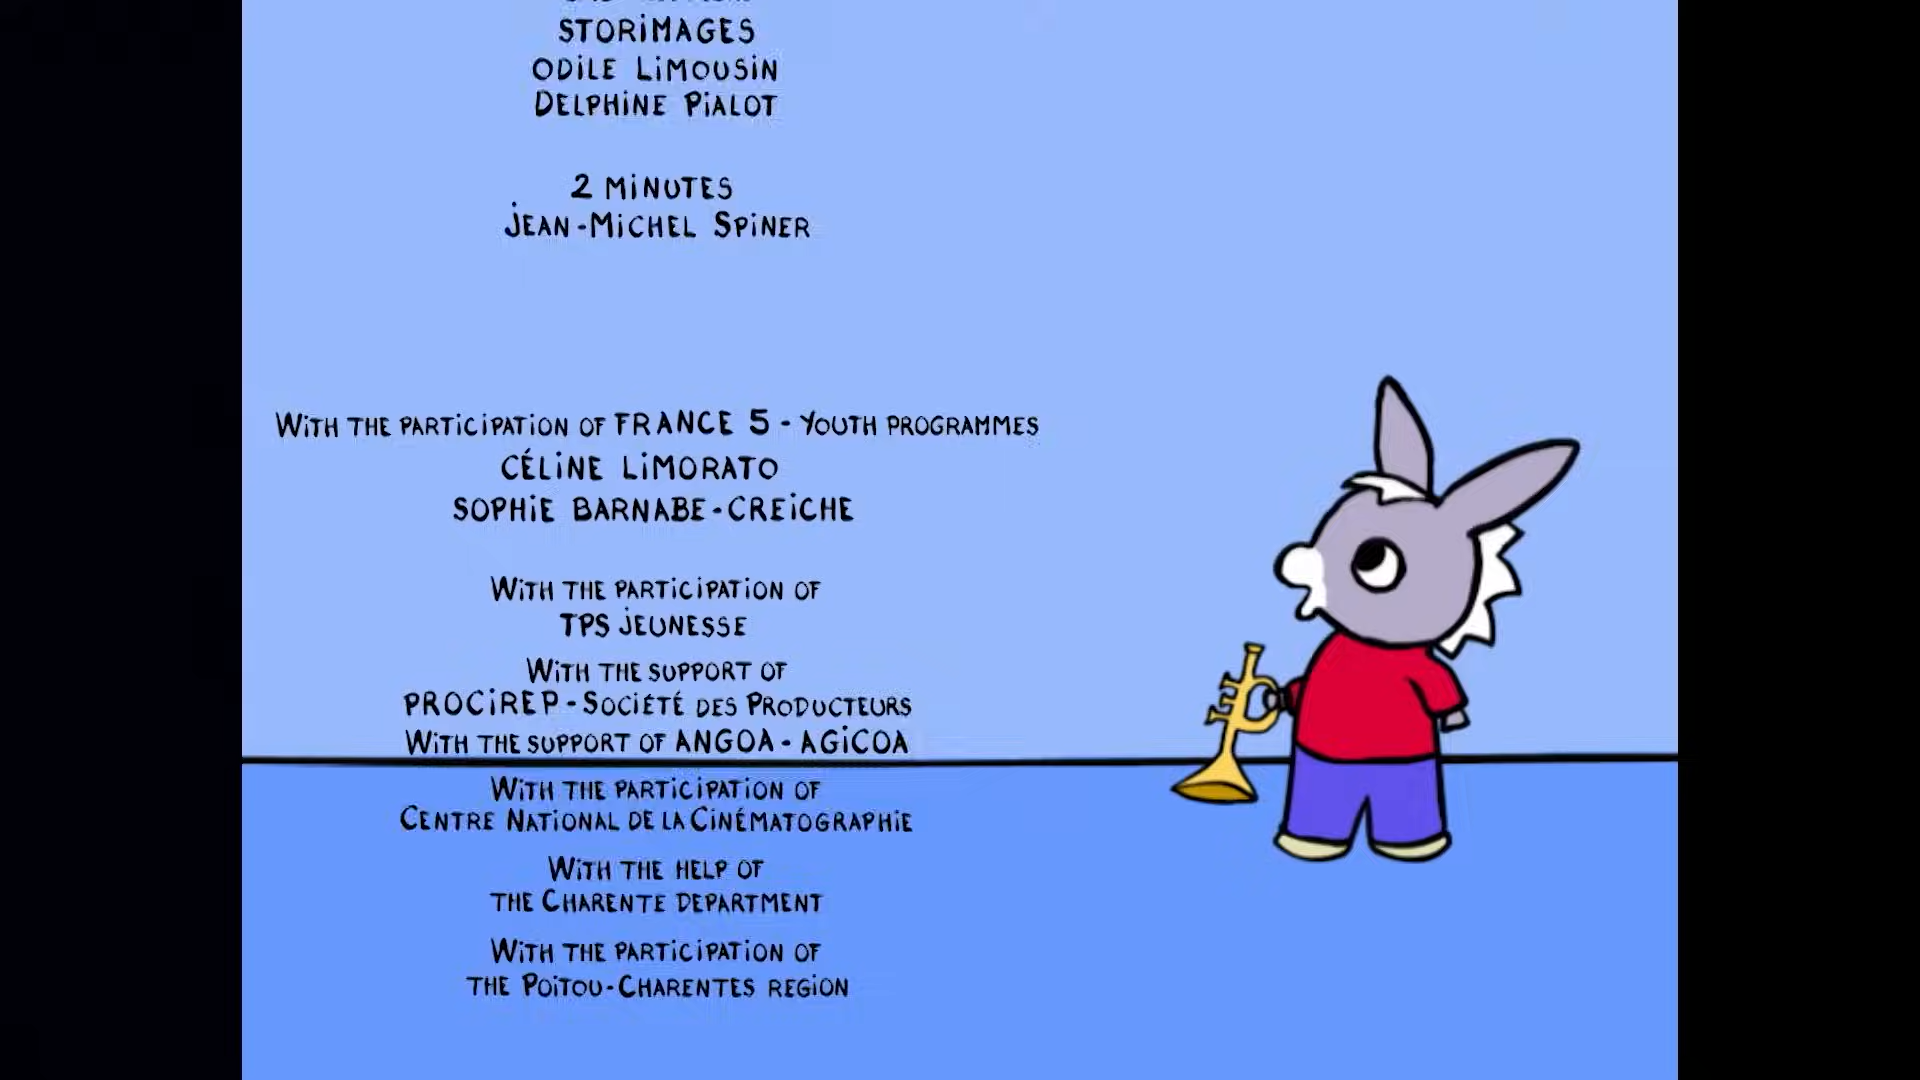 STORiMAGES
ODiLE LiMOUSiN
DELPHiNE PiALOT
2 MiNUTES
JEAN-MiCHEL SPiNER
WiTH THE PARTiCiPATiON OF FRANCE 5 - YOUTH PROGRAMMES
CÉLiNE LiMORATO
SOPHiE BARNABE-CREiCHE
WiTH THE PARTiCiPATiON OF
TPS JEUNESSE
WiTH THE SUPPORT OF
PROCiREP-SOCiÉTÉ DES PRODUCTEURS
WiTH THE SUPPORT OF ANGOA-AGiCOA
WiTH THE PARTiCiPATiON OF
CENTRE NATiONAL DE LA CiNÉMATOGRAPHiE
WiTH THE HELP OF
THE CHARENTE DEPARTMENT
WiTH THE PARTiCiPATiON OF
THE POiTOU-CHARENTES REGiON